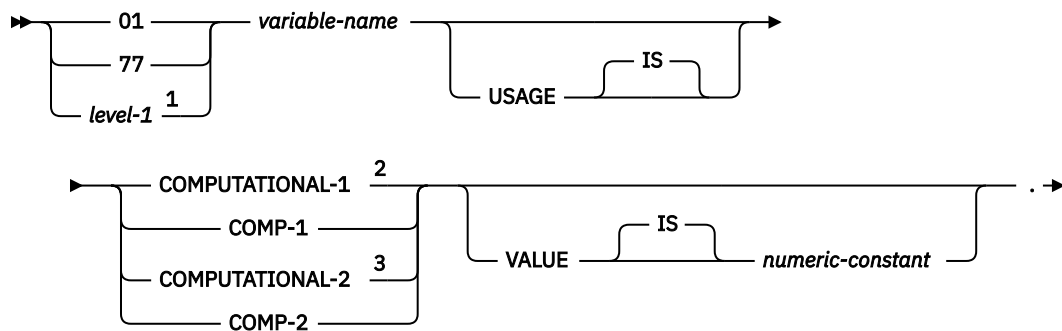 01 variable-name
77 IS
level-1 1 USAGE
COMPUTATIONAL-1 2 .
COMP-1 IS
VALUE numeric-constant
COMPUTATIONAL-2 3
COMP-2